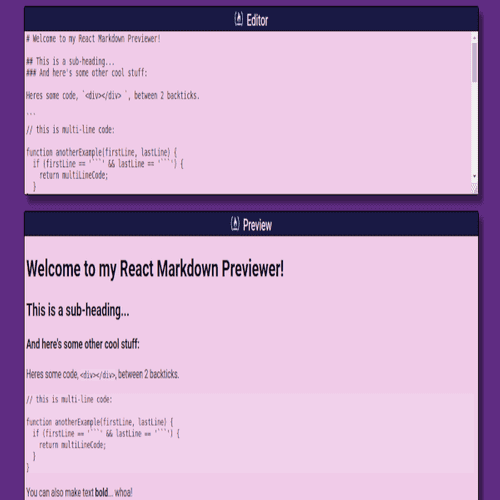 Editor
# Welcome to my React Markdown Previewer!
## This is a sub-heading...
### And here's some other cool stuff:
Heres some code, `<div></div> `, between 2 backticks.
```
// this is multi-line code:
function anotherExample(firstLine, lastLine) {
  if (firstLine == '```' && lastLine == '```') {
    return multiLineCode;
  }
Preview
Welcome to my React Markdown Previewer!
This is a sub-heading...
And here's some other cool stuff:
Heres some code, <div></div>, between 2 backticks.
// this is multi-line code:
function anotherExample(firstLine, lastLine) {
  if (firstLine == '```' && lastLine == '```') {
    return multiLineCode;
  }
}
You can also make text bold... whoa!